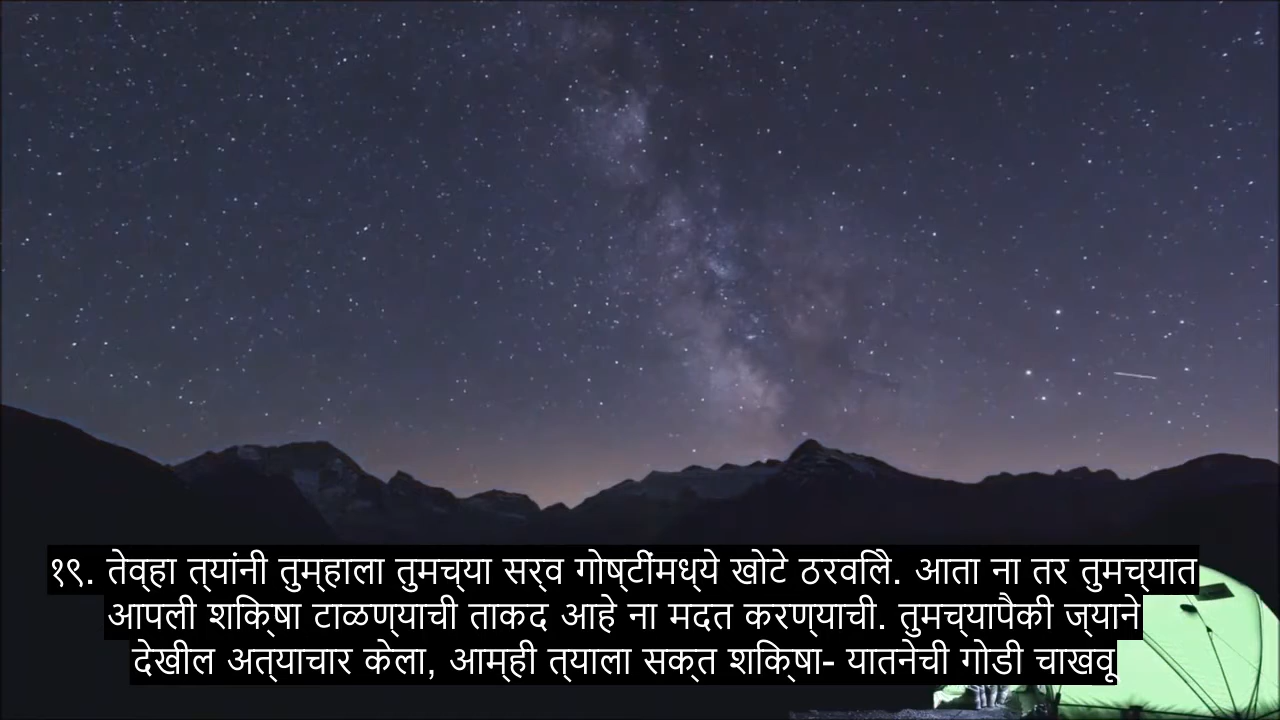 १९. तेव्हा त्यांनी तुम्हाला तुमच्या सर्व गोष्टींमध्ये खोटे ठरविले. आता ना तर तुमच्यात
आपली शिक्षा टाळण्याची ताकद आहे ना मदत करण्याची. तुमच्यापैकी ज्याने
देखील अत्याचार केला, आम्ही त्याला सक्त शिक्षा- यातनेची गोडी चाखवू